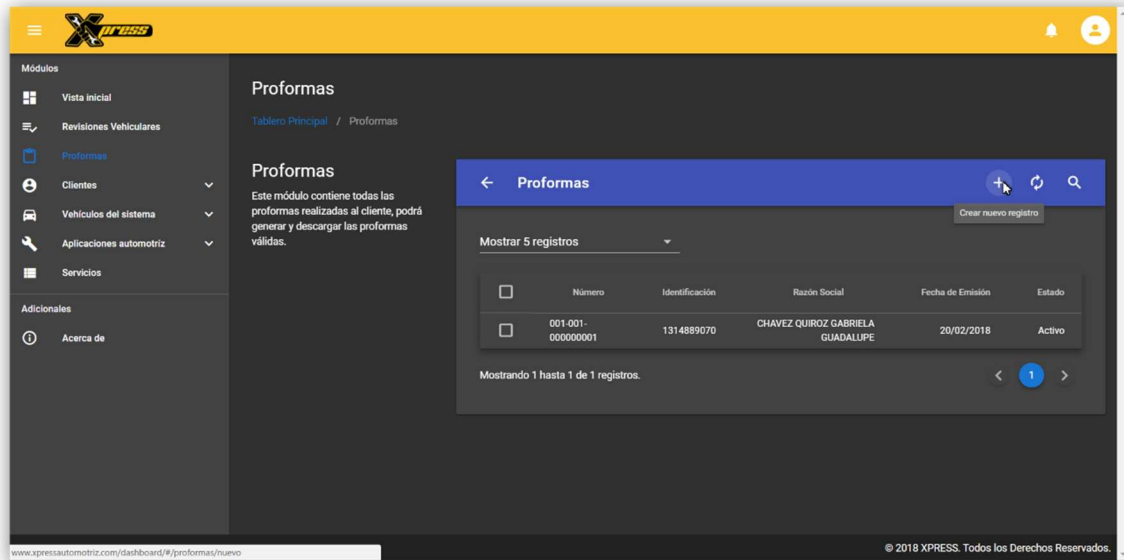 Xpress
Módulos
Vista inicial
Revisiones Vehiculares
Proformas
Clientes
Vehículos del sistema
Aplicaciones automotríz
Servicios
Adicionales
Acerca de
Proformas
Tablero Principal / Proformas
Proformas
Este módulo contiene todas las
proformas realizadas al cliente, podrá
generar y descargar las proformas
válidas.
Proformas
Crear nuevo registro
Mostrar 5 registros
Número Identificación Razón Social Fecha de Emisión Estado
001-001-
000000001 1314889070 CHAVEZ QUIROZ GABRIELA
GUADALUPE 20/02/2018 Activo
Mostrando 1 hasta 1 de 1 registros.
1
© 2018 XPRESS. Todos los Derechos Reservados.
www.xpressautomotriz.com/dashboard/#/proformas/nuevo